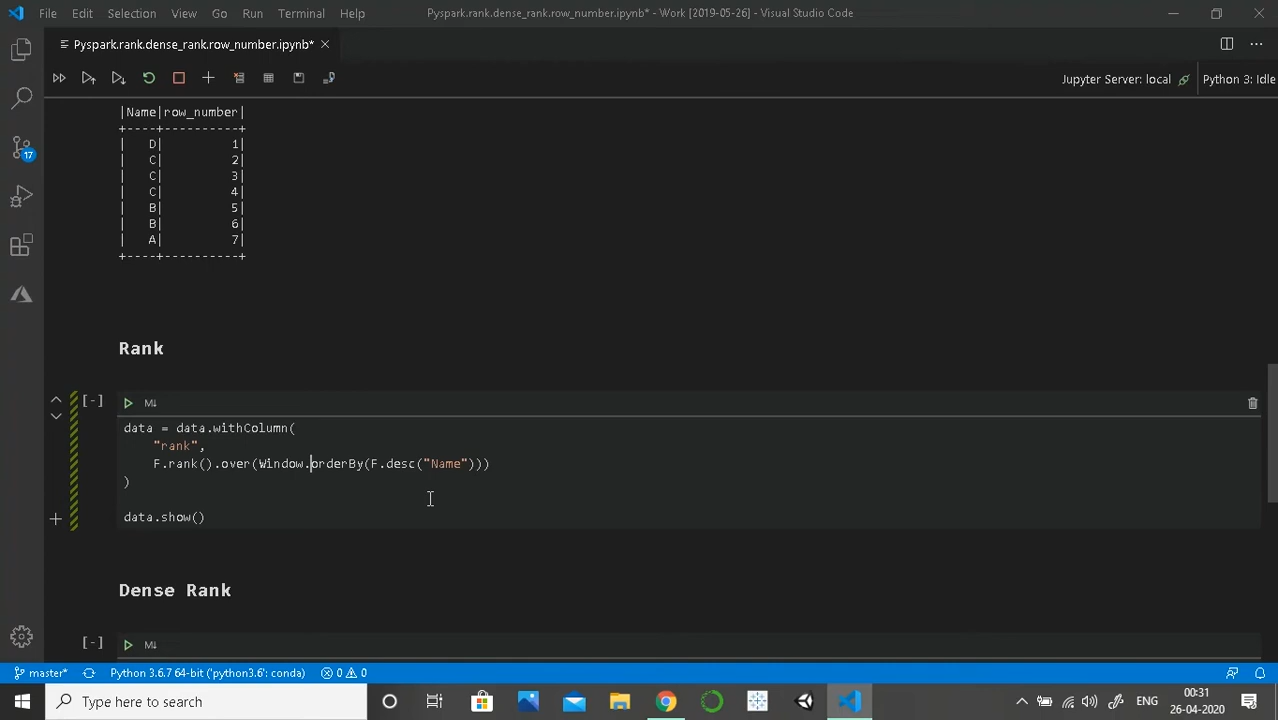 File Edit Selection View Go Run Terminal Help Pyspark.rank.dense_rank.row_number.ipynb* - Work [2019-05-26] - Visual Studio Code
Pyspark.rank.dense_rank.row_number.ipynb*
Jupyter Server: local Python 3: Idle
|Name|row_number|
+----+----------+
| D| 1|
| C| 2|
| C| 3|
| C| 4|
| B| 5|
| B| 6|
| A| 7|
+----+----------+
17
Rank
[-] M↓
data = data.withColumn(
"rank",
F.rank().over(Window.orderBy(F.desc("Name")))
)
data.show()
Dense Rank
[-] M↓
master* Python 3.6.7 64-bit ('python3.6': conda) 0 0
Type here to search
ENG
00:31
26-04-2020